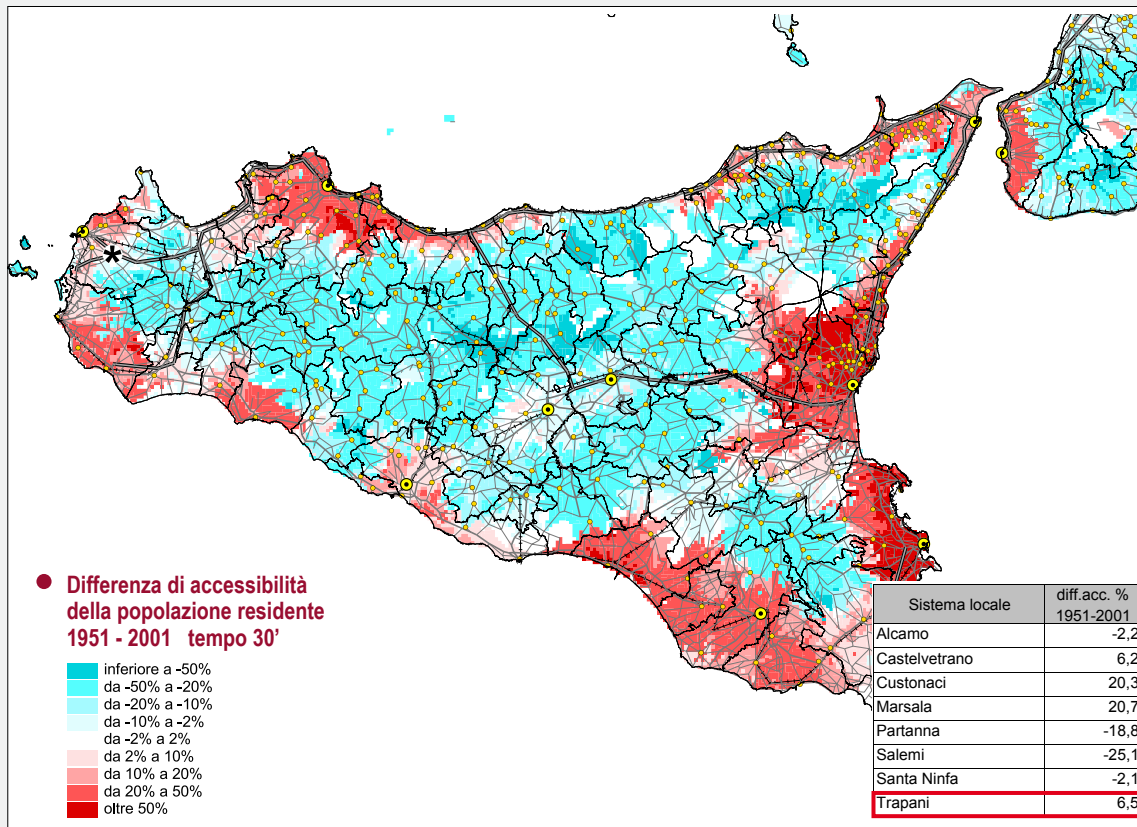 *
● Differenza di accessibilità
della popolazione residente
1951 - 2001 tempo 30’
inferiore a -50%
da -50% a -20%
da -20% a -10%
da -10% a -2%
da -2% a 2%
da 2% a 10%
da 10% a 20%
da 20% a 50%
oltre 50%
Sistema locale diff.acc. %
1951-2001
Alcamo -2,2
Castelvetrano 6,2
Custonaci 20,3
Marsala 20,7
Partanna -18,8
Salemi -25,1
Santa Ninfa -2,1
Trapani 6,5